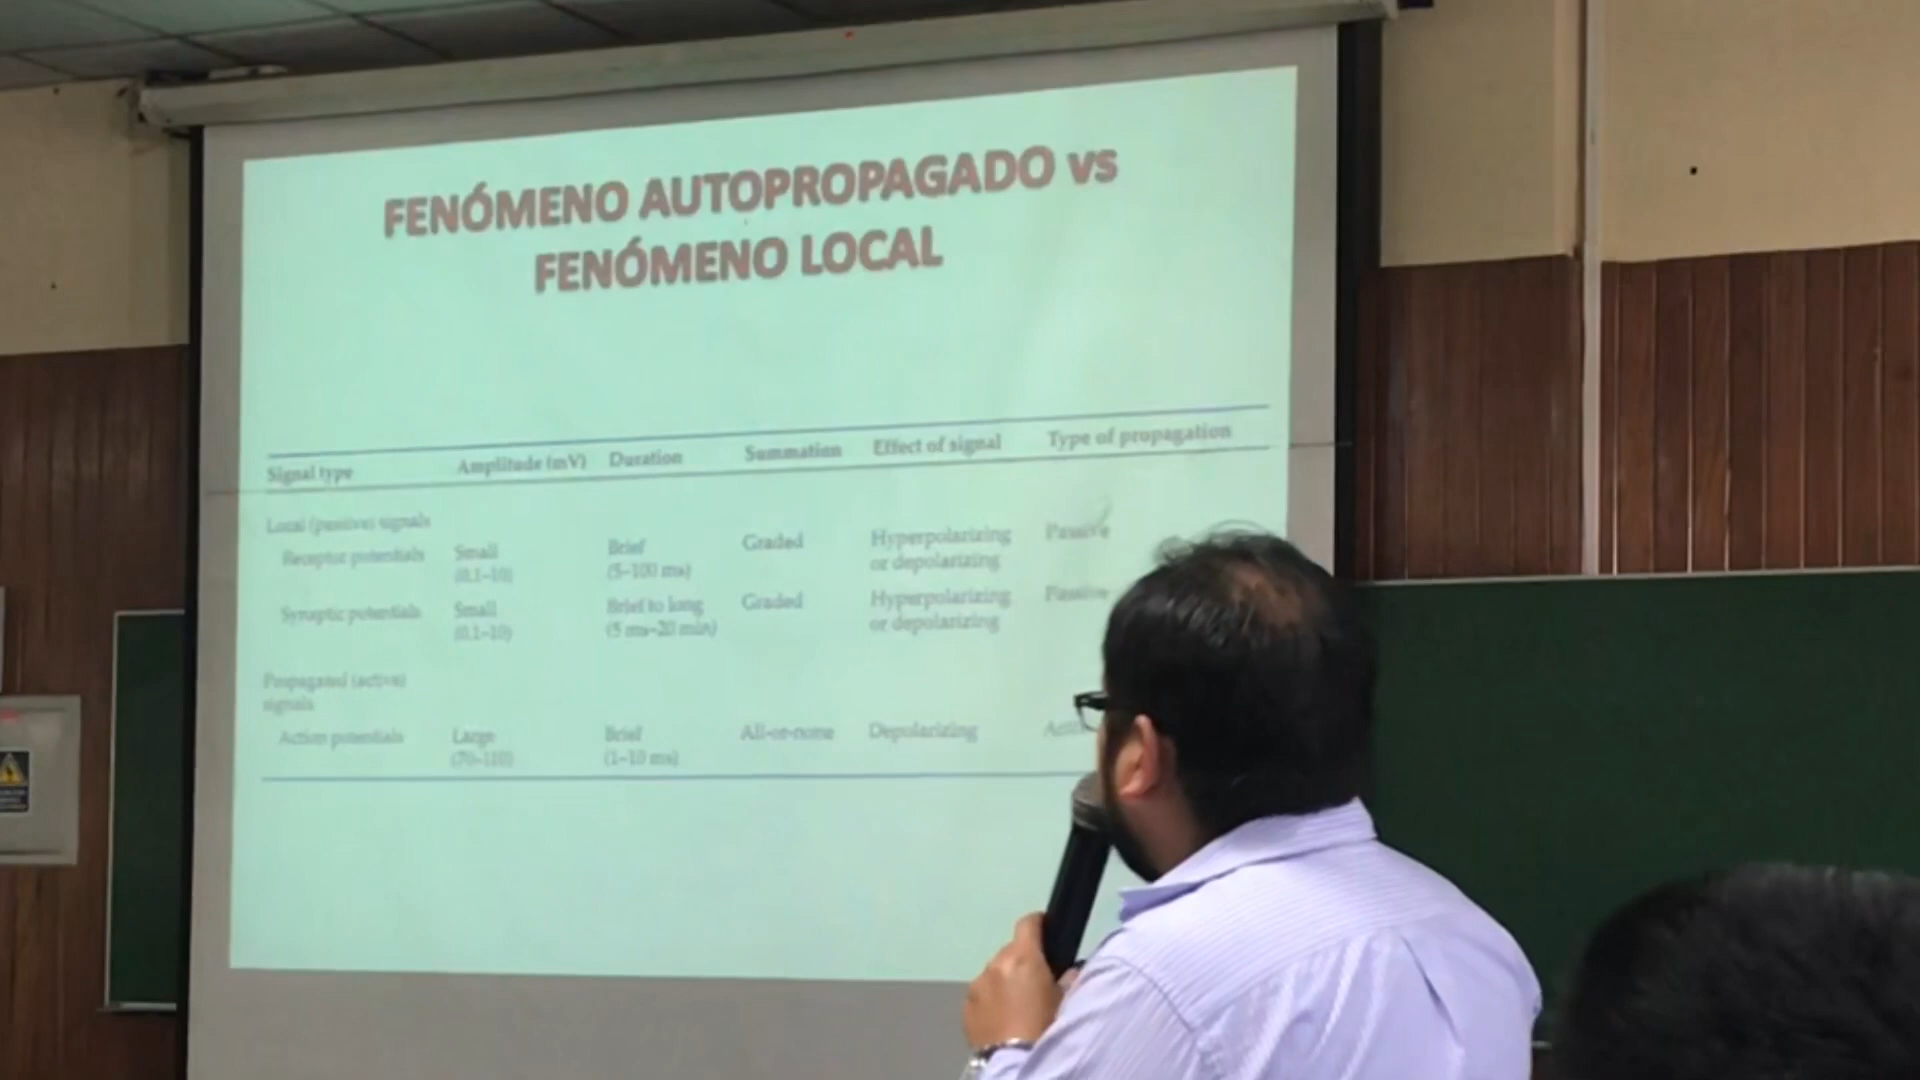 FENÓMENO AUTOPROPAGADO vs
FENÓMENO LOCAL
Signal type Amplitude (mV) Duration Summation Effect of signal Type of propagation
Local (passive) signals
Receptor potentials Small Brief Graded Hyperpolarizing Passive
(0.1–10) (5–100 ms) or depolarizing
Synaptic potentials Small Brief to long Graded Hyperpolarizing Passive
(0.1–10) (5 ms–20 min) or depolarizing
Propagated (active)
signals
Action potentials Large Brief All-or-none Depolarizing
(70–110) (1–10 ms)